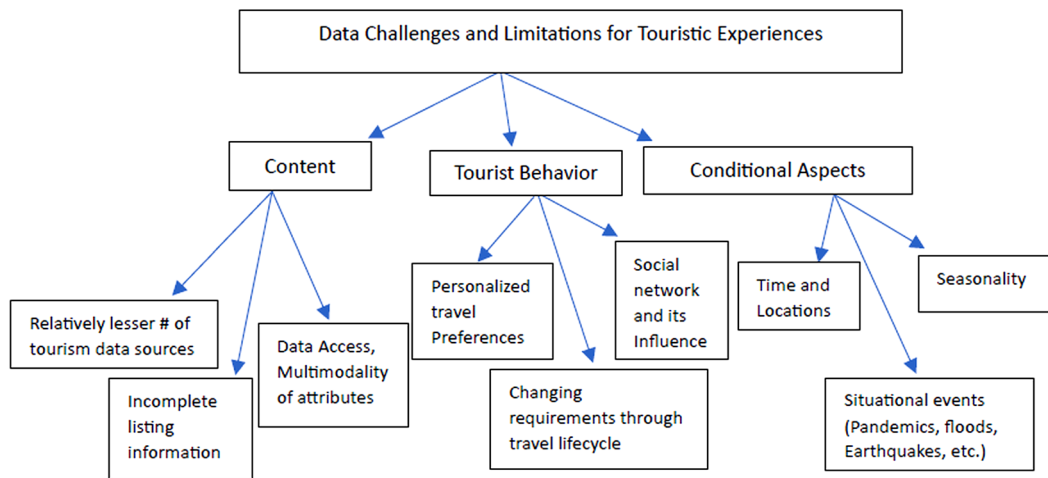 Data Challenges and Limitations for Touristic Experiences
Content
Tourist Behavior
Conditional Aspects
Relatively lesser # of
tourism data sources
Incomplete
listing
information
Data Access,
Multimodality
of attributes
Personalized
travel
Preferences
Changing
requirements through
travel lifecycle
Social
network
and its
Influence
Time and
Locations
Situational events
(Pandemics, floods,
Earthquakes, etc.)
Seasonality